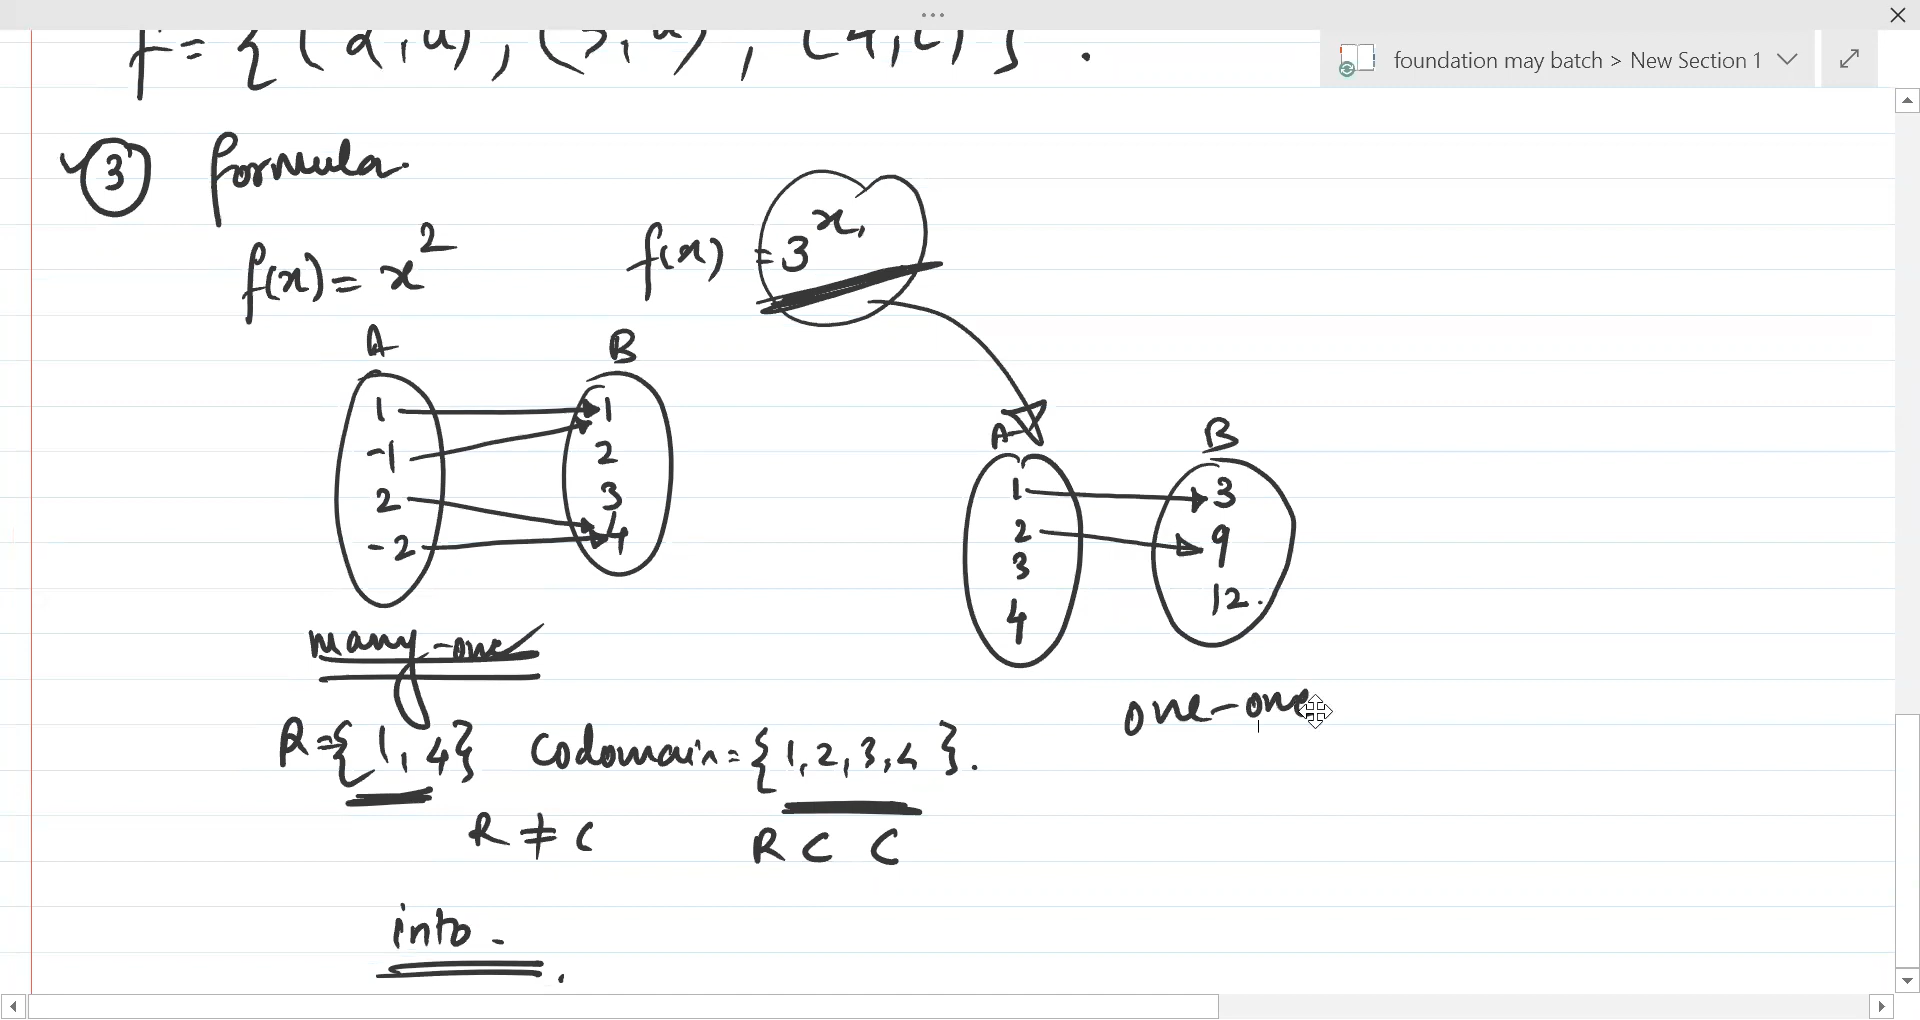 foundation may batch > New Section 1
③ formula.
f(x) = x²
f(x) = 3ˣ
A B
1 1
-1 2
2 3
-2 4
A B
1 3
2 9
3 12.
4
many-one
one-one
R = {1, 4} Codomain = {1, 2, 3, 4}.
R ≠ C R ⊂ C
into.